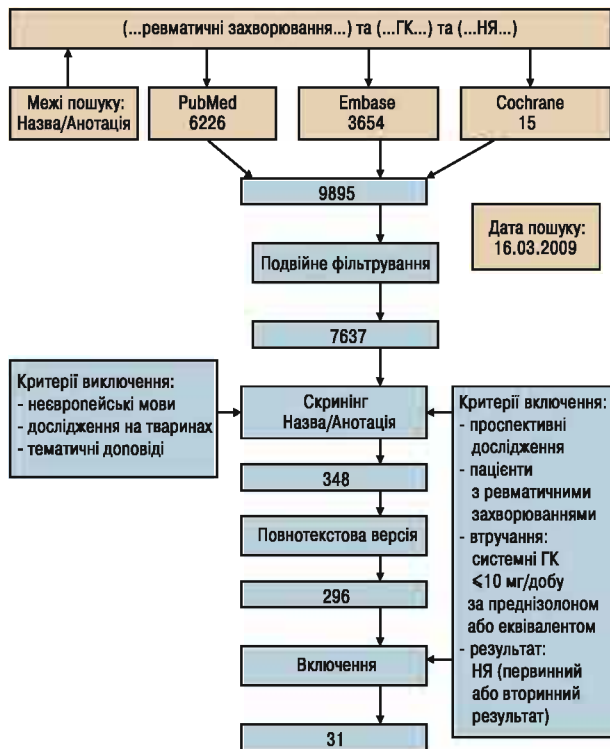 (...ревматичні захворювання...) та (...ГК...) та (...НЯ...)
Межі пошуку:
Назва/Анотація
PubMed
6226
Embase
3654
Cochrane
15
9895
Дата пошуку:
16.03.2009
Подвійне фільтрування
7637
Критерії виключення:
- неєвропейські мови
- дослідження на тваринах
- тематичні доповіді
Скринінг
Назва/Анотація
Критерії включення:
- проспективні
дослідження
- пацієнти
з ревматичними
захворюваннями
- втручання:
системні ГК
⩽10 мг/добу
за преднізолоном
або еквівалентом
- результат:
НЯ (первинний
або вторинний
результат)
348
Повнотекстова версія
296
Включення
31